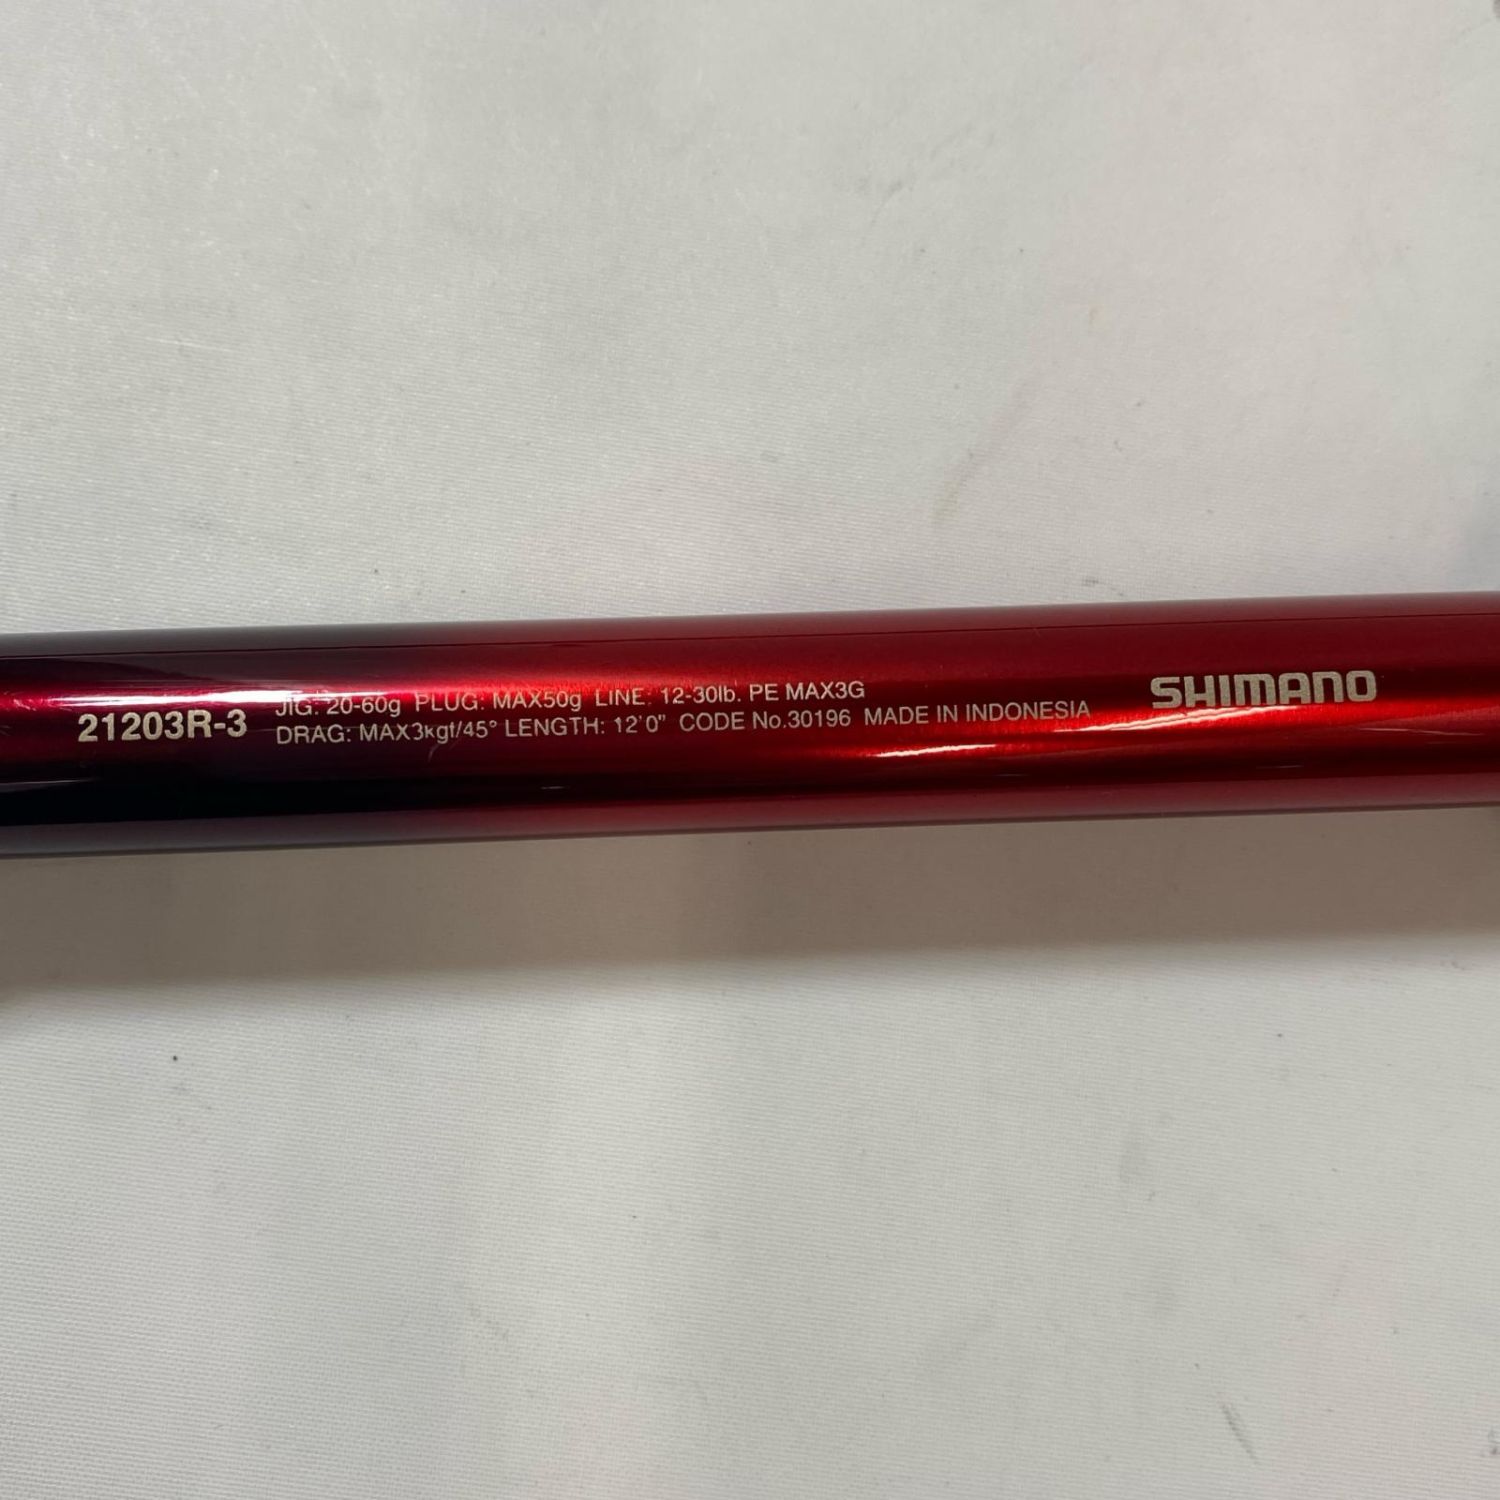 21203R-3
JIG: 20-60g PLUG: MAX50g LINE: 12-30lb. PE MAX3G
DRAG: MAX3kgf/45° LENGTH: 12'0" CODE No.30196 MADE IN INDONESIA
SHIMANO